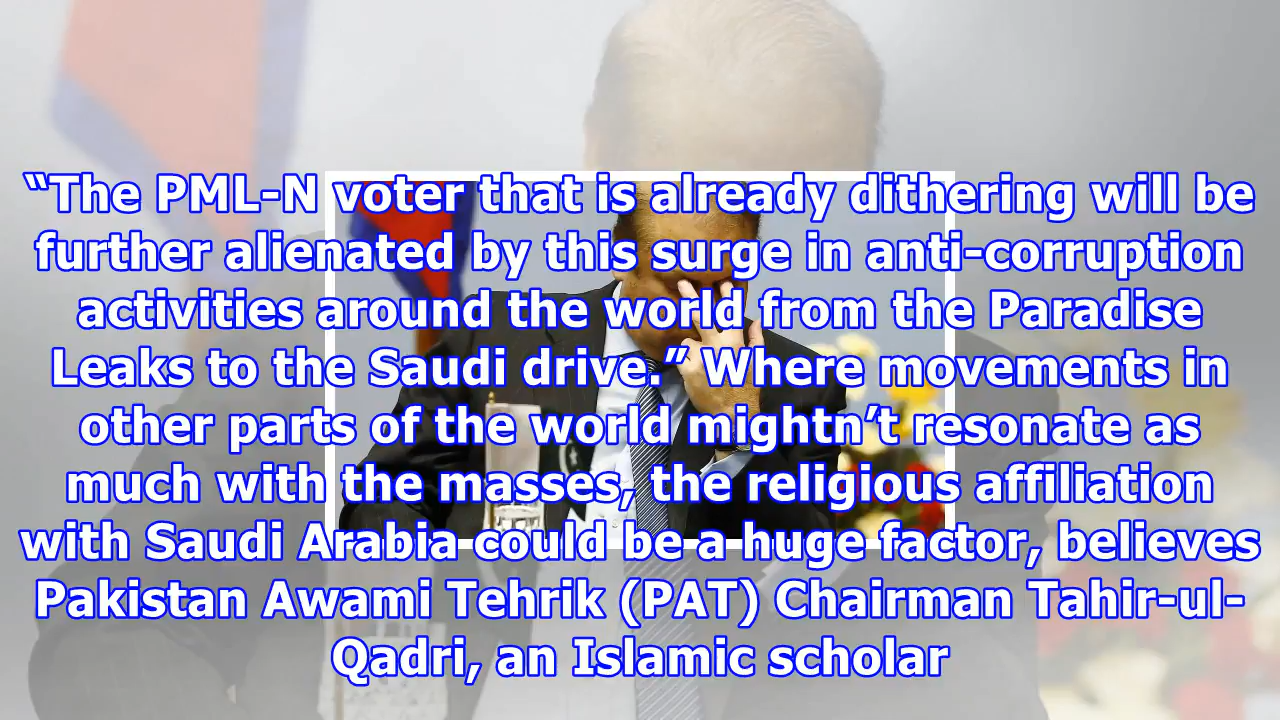 “The PML-N voter that is already dithering will be
further alienated by this surge in anti-corruption
activities around the world from the Paradise
Leaks to the Saudi drive.” Where movements in
other parts of the world mightn’t resonate as
much with the masses, the religious affiliation
with Saudi Arabia could be a huge factor, believes
Pakistan Awami Tehrik (PAT) Chairman Tahir-ul-
Qadri, an Islamic scholar